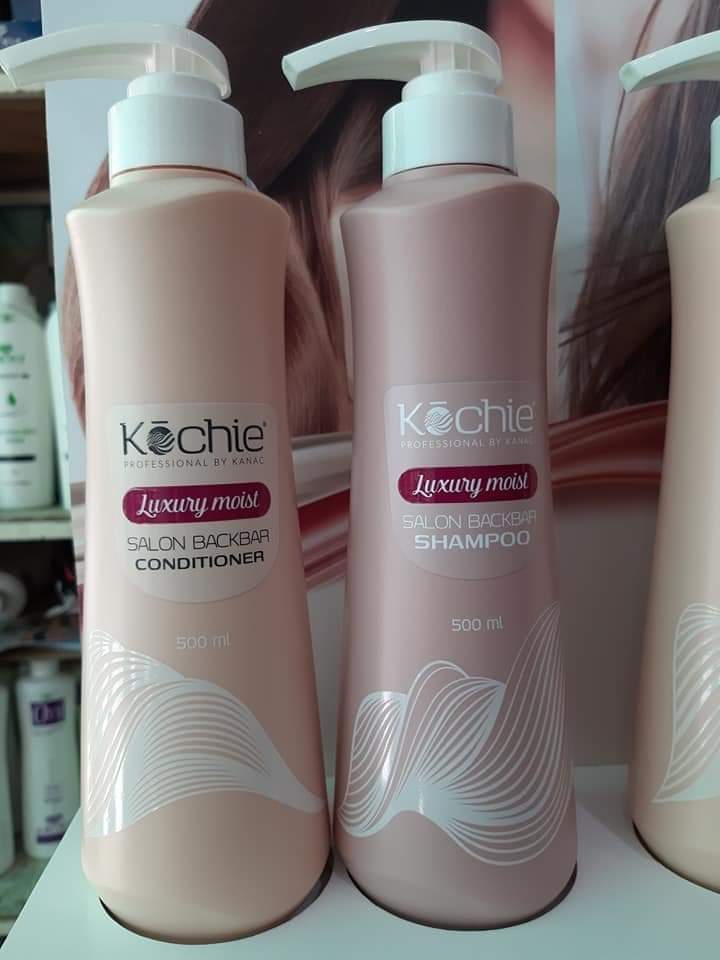 Kōchie®
PROFESSIONAL BY KANAC
Luxury moist
SALON BACKBAR
CONDITIONER
500 ml
Kōchie®
PROFESSIONAL BY KANAC
Luxury moist
SALON BACKBAR
SHAMPOO
500 ml